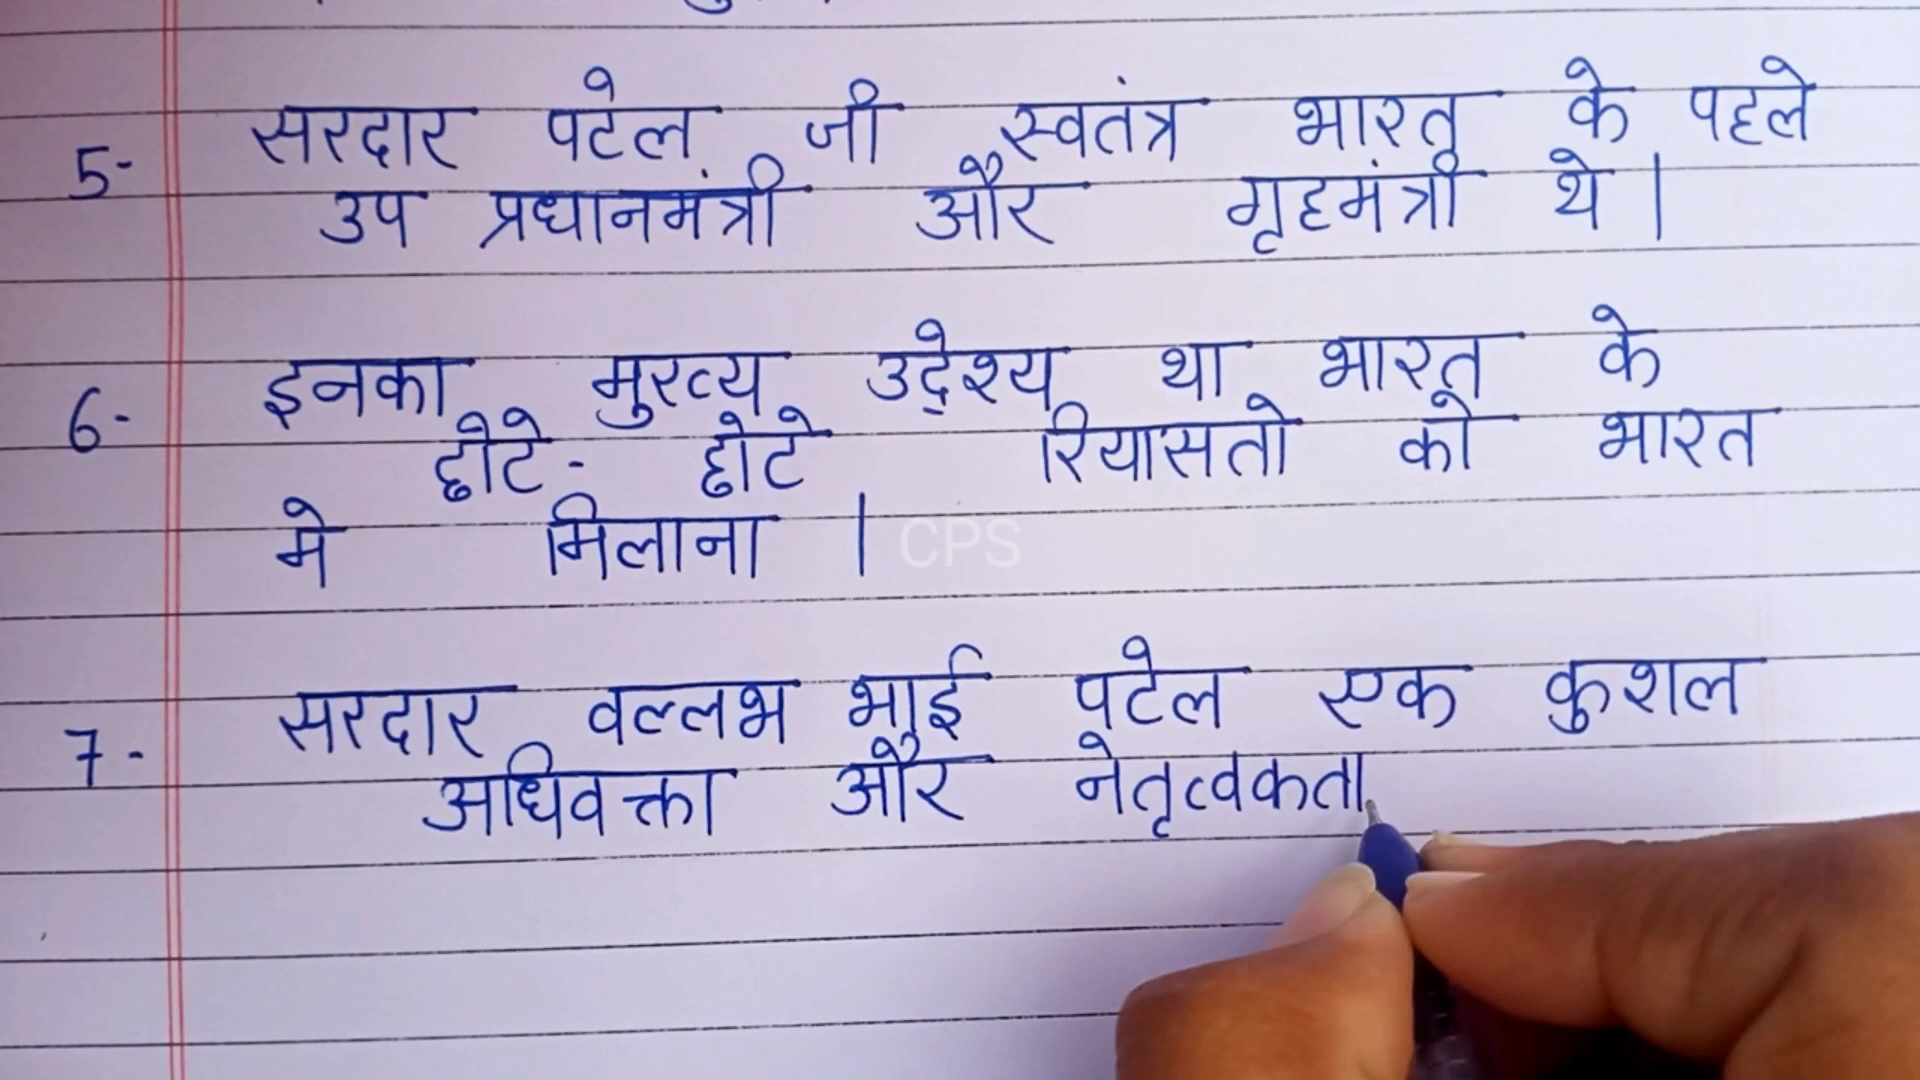 5- सरदार पटेल जी स्वतंत्र भारत के पहले
उप प्रधानमंत्री और गृहमंत्री थे।
6- इनका मुख्य उद्देश्य था भारत के
छोटे- छोटे रियासतो को भारत
मे मिलाना।
CPS
7- सरदार वल्लभ भाई पटेल एक कुशल
अधिवक्ता और नेतृत्वकता